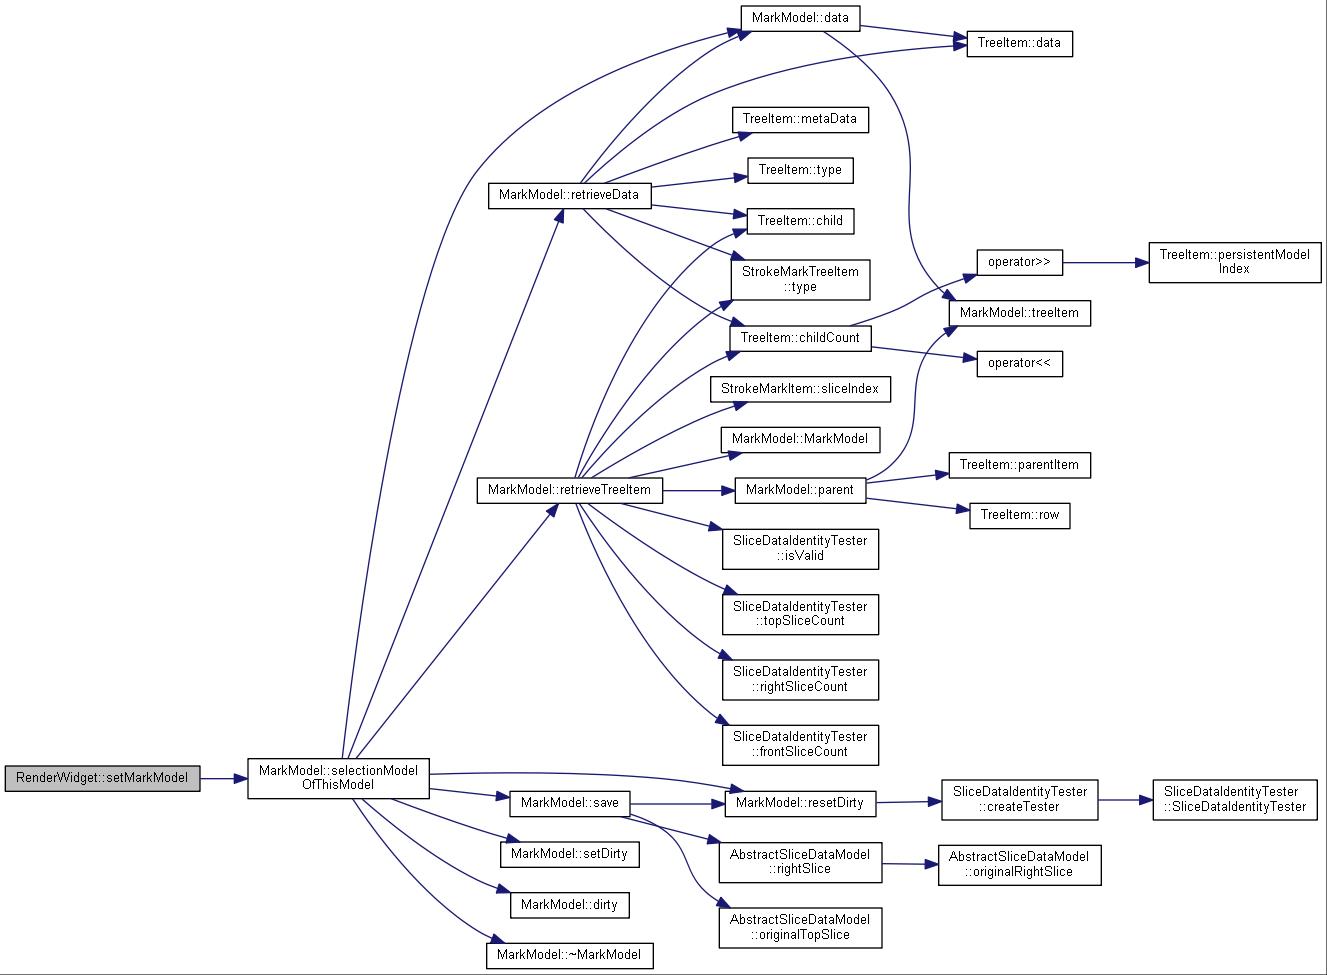 MarkModel::data
TreeItem::data
TreeItem::metaData
TreeItem::type
MarkModel::retrieveData
TreeItem::child
operator>>
TreeItem::persistentModel
Index
StrokeMarkTreeItem
::type
MarkModel::treeItem
TreeItem::childCount
operator<<
StrokeMarkItem::sliceIndex
MarkModel::MarkModel
TreeItem::parentItem
MarkModel::retrieveTreeItem
MarkModel::parent
TreeItem::row
SliceDataIdentityTester
::isValid
SliceDataIdentityTester
::topSliceCount
SliceDataIdentityTester
::rightSliceCount
SliceDataIdentityTester
::frontSliceCount
RenderWidget::setMarkModel
MarkModel::selectionModel
OfThisModel
MarkModel::save
MarkModel::resetDirty
SliceDataIdentityTester
::createTester
SliceDataIdentityTester
::SliceDataIdentityTester
MarkModel::setDirty
AbstractSliceDataModel
::rightSlice
AbstractSliceDataModel
::originalRightSlice
MarkModel::dirty
AbstractSliceDataModel
::originalTopSlice
MarkModel::~MarkModel